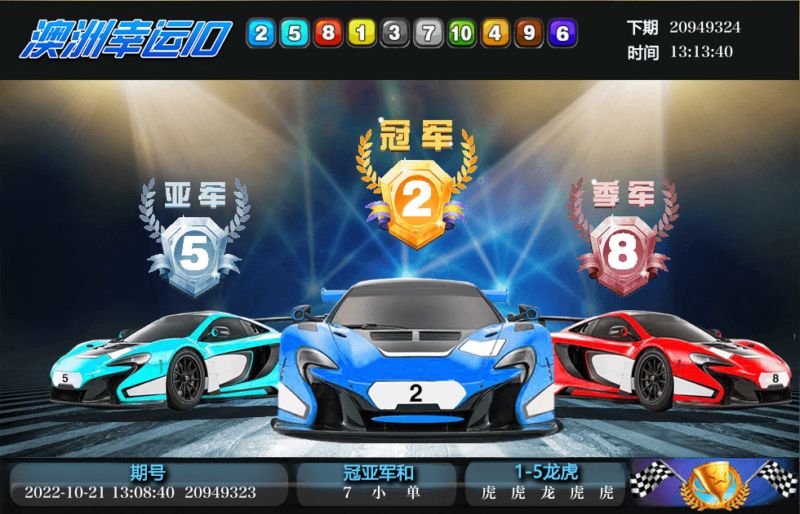 澳洲幸运10
2 5 8 1 3 7 10 4 9 6
下期 20949324
时间 13:13:40
冠军
2
亚军
5
季军
8
5
2
8
期号
2022-10-21 13:08:40 20949323
冠亚军和
7 小 单
1-5龙虎
虎 虎 龙 虎 虎